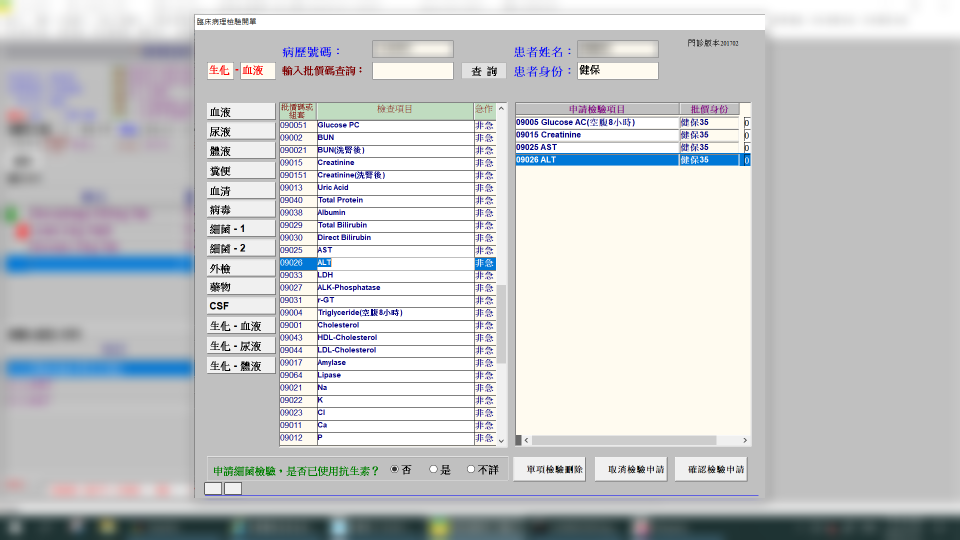 臨床病理檢驗開單
門診版本201702
病歷號碼：
患者姓名：
生化 - 血液
輸入批價碼查詢：
查 詢
患者身份：
健保
血液
尿液
體液
糞便
血清
病毒
細菌 - 1
細菌 - 2
外檢
藥物
CSF
生化 - 血液
生化 - 尿液
生化 - 體液
批價碼或組套 檢查項目 急作
090051 Glucose PC 非急
09002 BUN 非急
090021 BUN(洗腎後) 非急
09015 Creatinine 非急
090151 Creatinine(洗腎後) 非急
09013 Uric Acid 非急
09040 Total Protein 非急
09038 Albumin 非急
09029 Total Bilirubin 非急
09030 Direct Bilirubin 非急
09025 AST 非急
09026 ALT 非急
09033 LDH 非急
09027 ALK-Phosphatase 非急
09031 r-GT 非急
09004 Triglyceride(空腹8小時) 非急
09001 Cholesterol 非急
09043 HDL-Cholesterol 非急
09044 LDL-Cholesterol 非急
09017 Amylase 非急
09064 Lipase 非急
09021 Na 非急
09022 K 非急
09023 Cl 非急
09011 Ca 非急
09012 P 非急
申請檢驗項目 批價身份
09005 Glucose AC(空腹8小時) 健保35 0
09015 Creatinine 健保35 0
09025 AST 健保35 0
09026 ALT 健保35 0
申請細菌檢驗，是否已使用抗生素？ 否 是 不詳
單項檢驗刪除
取消檢驗申請
確認檢驗申請